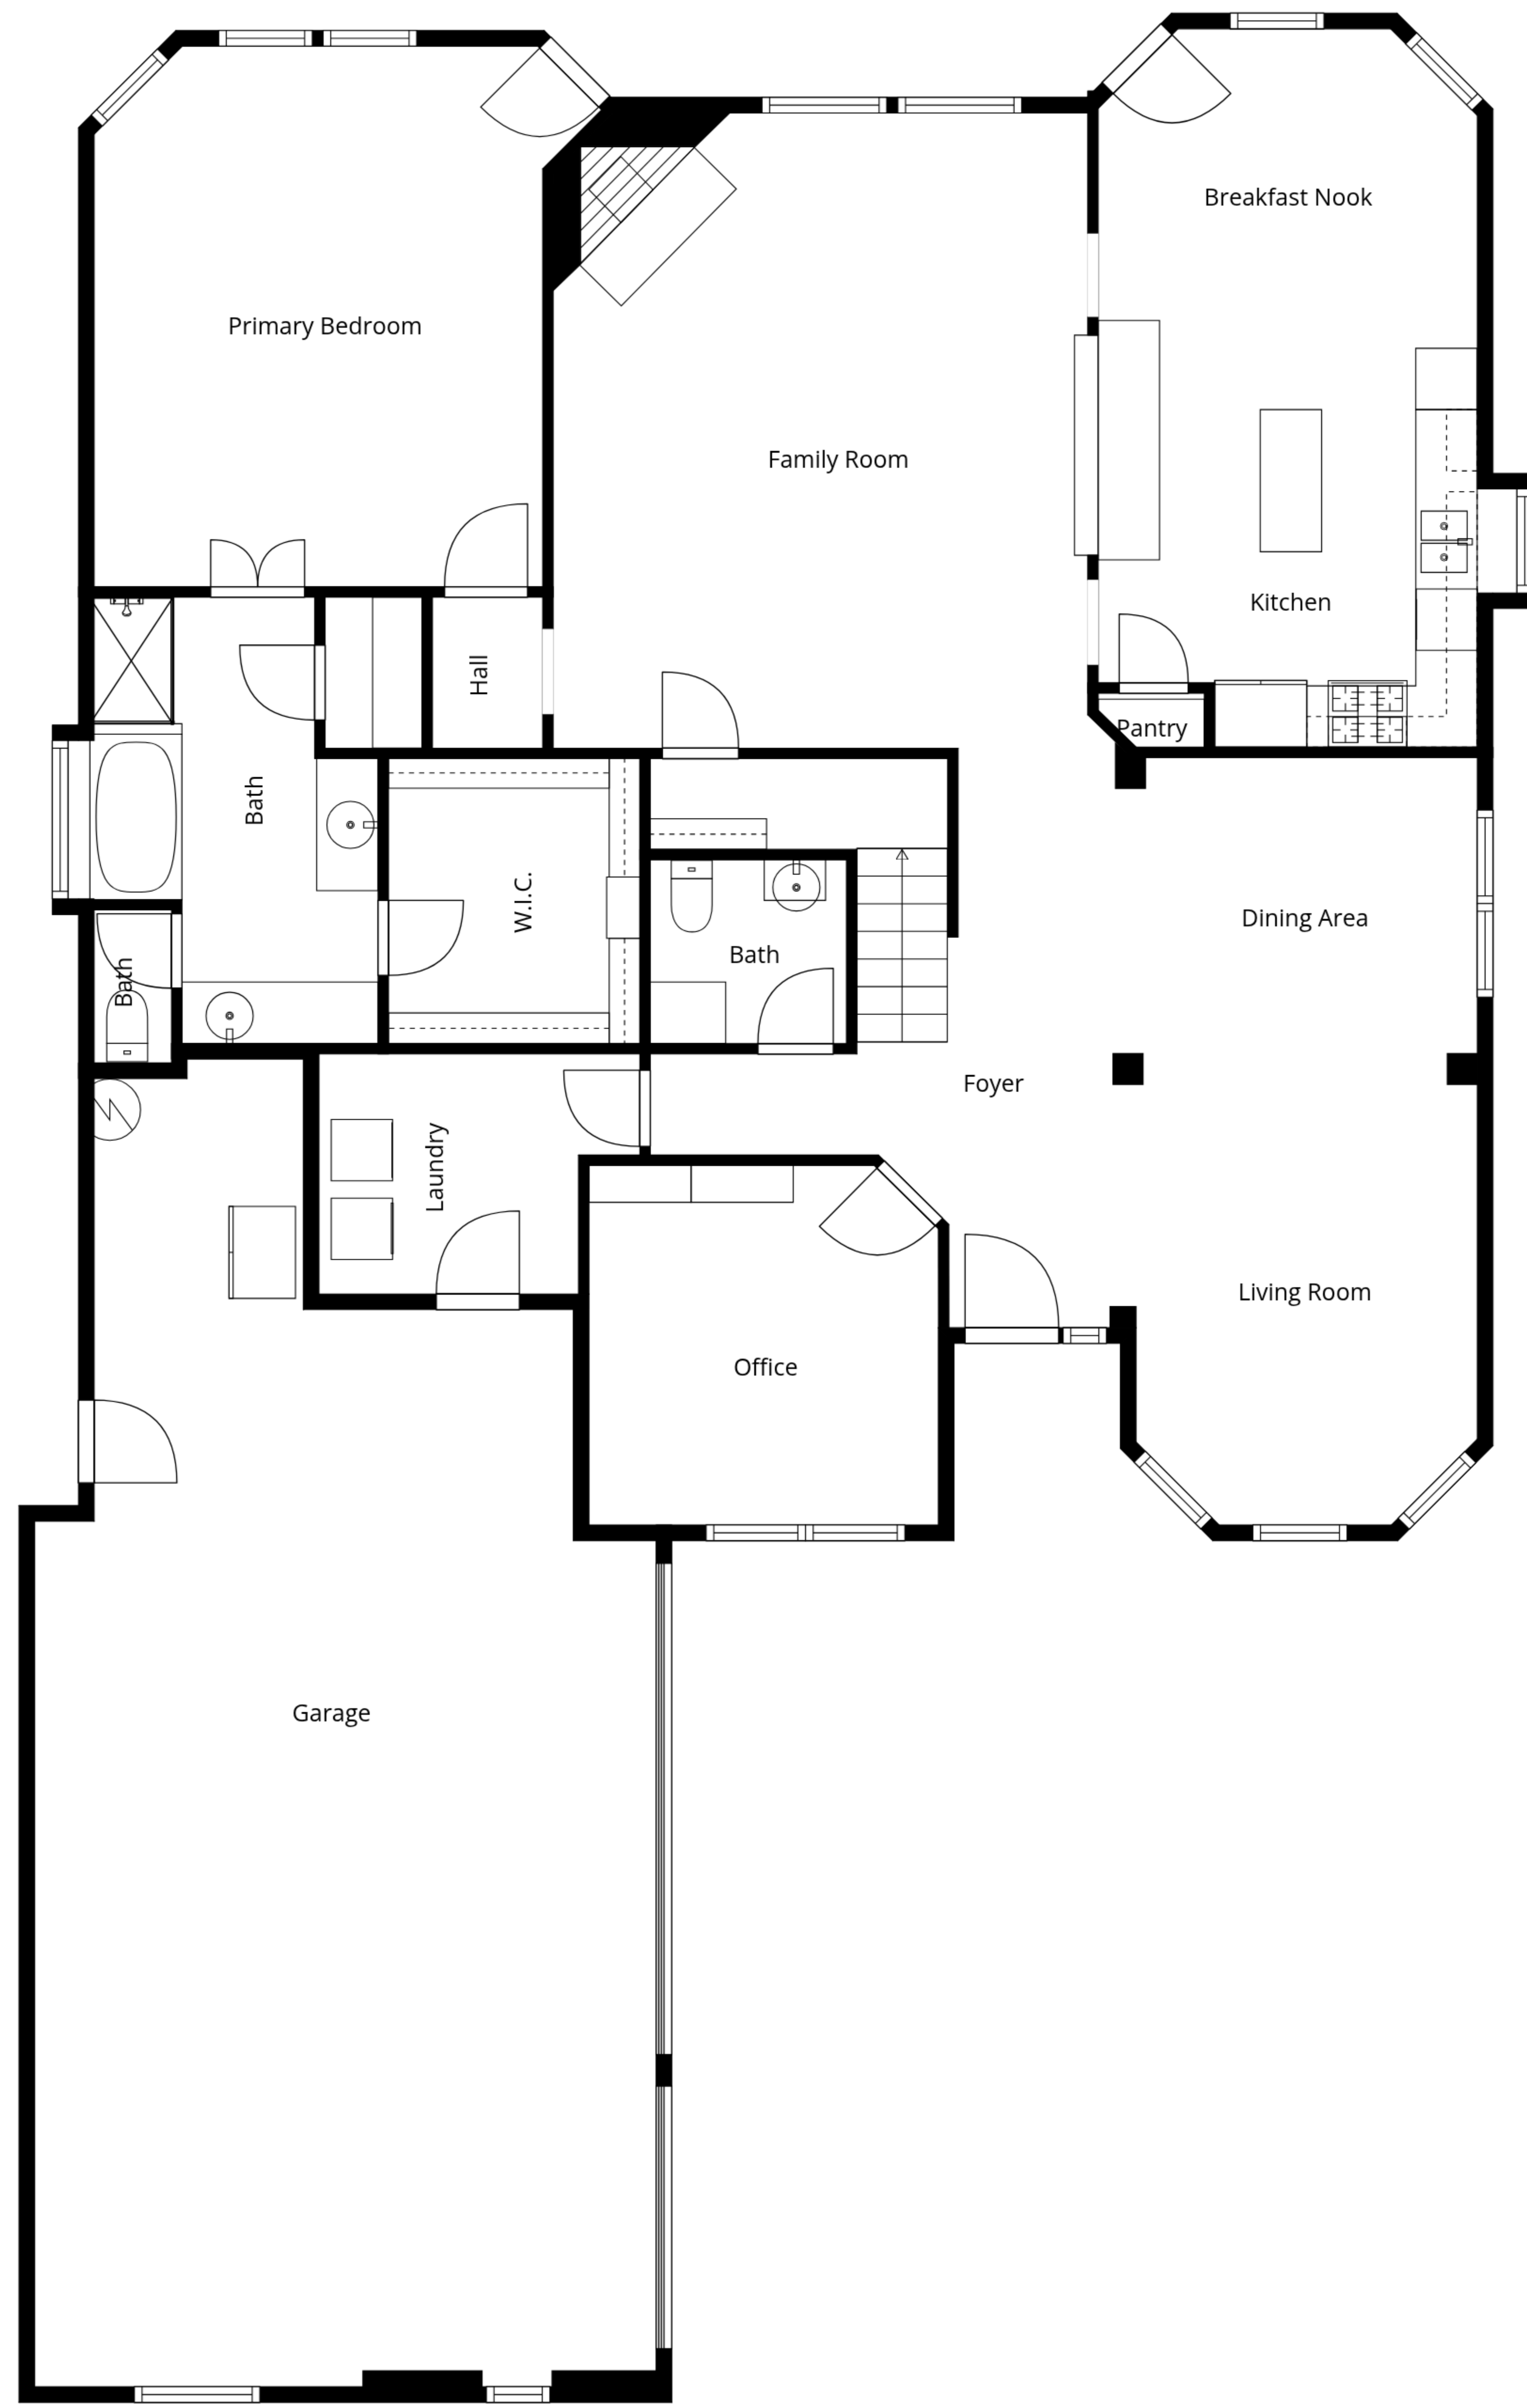 Breakfast Nook
Primary Bedroom
Family Room
Kitchen
Hall
Pantry
Bath
W.I.C.
Dining Area
Bath
Bath
Foyer
Laundry
Living Room
Office
Garage